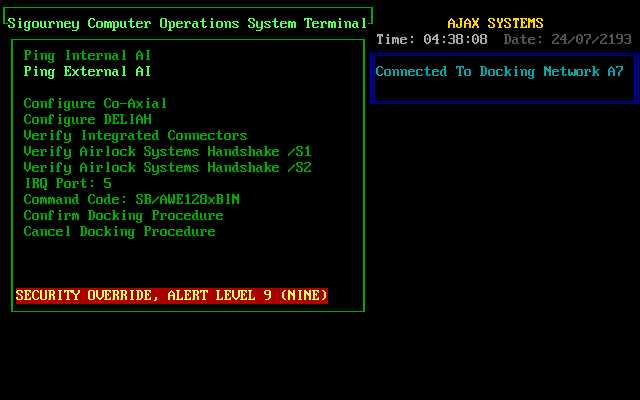 Sigourney Computer Operations System Terminal
AJAX SYSTEMS
Time: 04:38:08 Date: 24/07/2193
Ping Internal AI
Ping External AI
Connected To Docking Network A7
Configure Co-Axial
Configure DELIAH
Verify Integrated Connectors
Verify Airlock Systems Handshake /S1
Verify Airlock Systems Handshake /S2
IRQ Port: 5
Command Code: SB/AWE128xBIN
Confirm Docking Procedure
Cancel Docking Procedure
SECURITY OVERRIDE, ALERT LEVEL 9 (NINE)